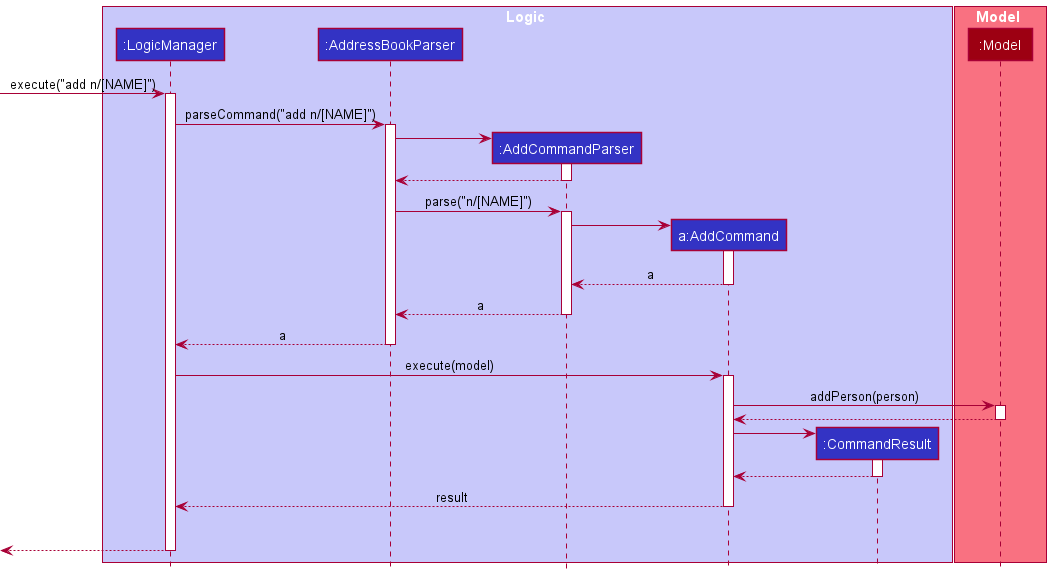 Logic
Model
:LogicManager
:AddressBookParser
:Model
execute("add n/[NAME]")
parseCommand("add n/[NAME]")
:AddCommandParser
parse("n/[NAME]")
a:AddCommand
a
a
a
execute(model)
addPerson(person)
:CommandResult
result